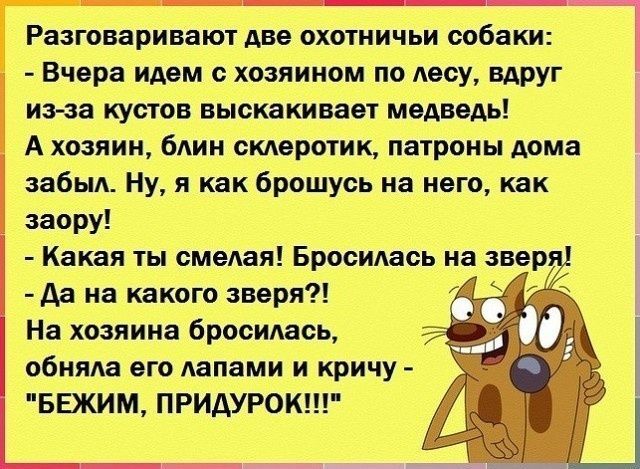 Разговаривают две охотничьи собаки:
- Вчера идем с хозяином по лесу, вдруг
из-за кустов выскакивает медведь!
А хозяин, блин склеротик, патроны дома
забыл. Ну, я как брошусь на него, как
заору!
- Какая ты смелая! Бросилась на зверя!
- Да на какого зверя?!
На хозяина бросилась,
обняла его лапами и кричу -
"БЕЖИМ, ПРИДУРОК!!!"